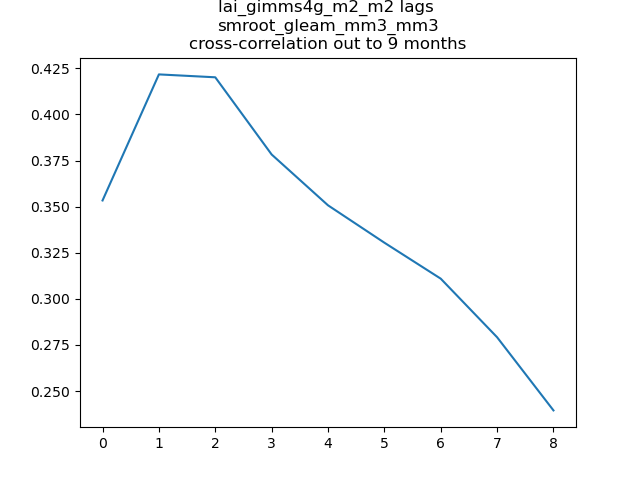 lai_gimms4g_m2_m2 lags
smroot_gleam_mm3_mm3
cross-correlation out to 9 months
0.425
0.400
0.375
0.350
0.325
0.300
0.275
0.250
0 1 2 3 4 5 6 7 8